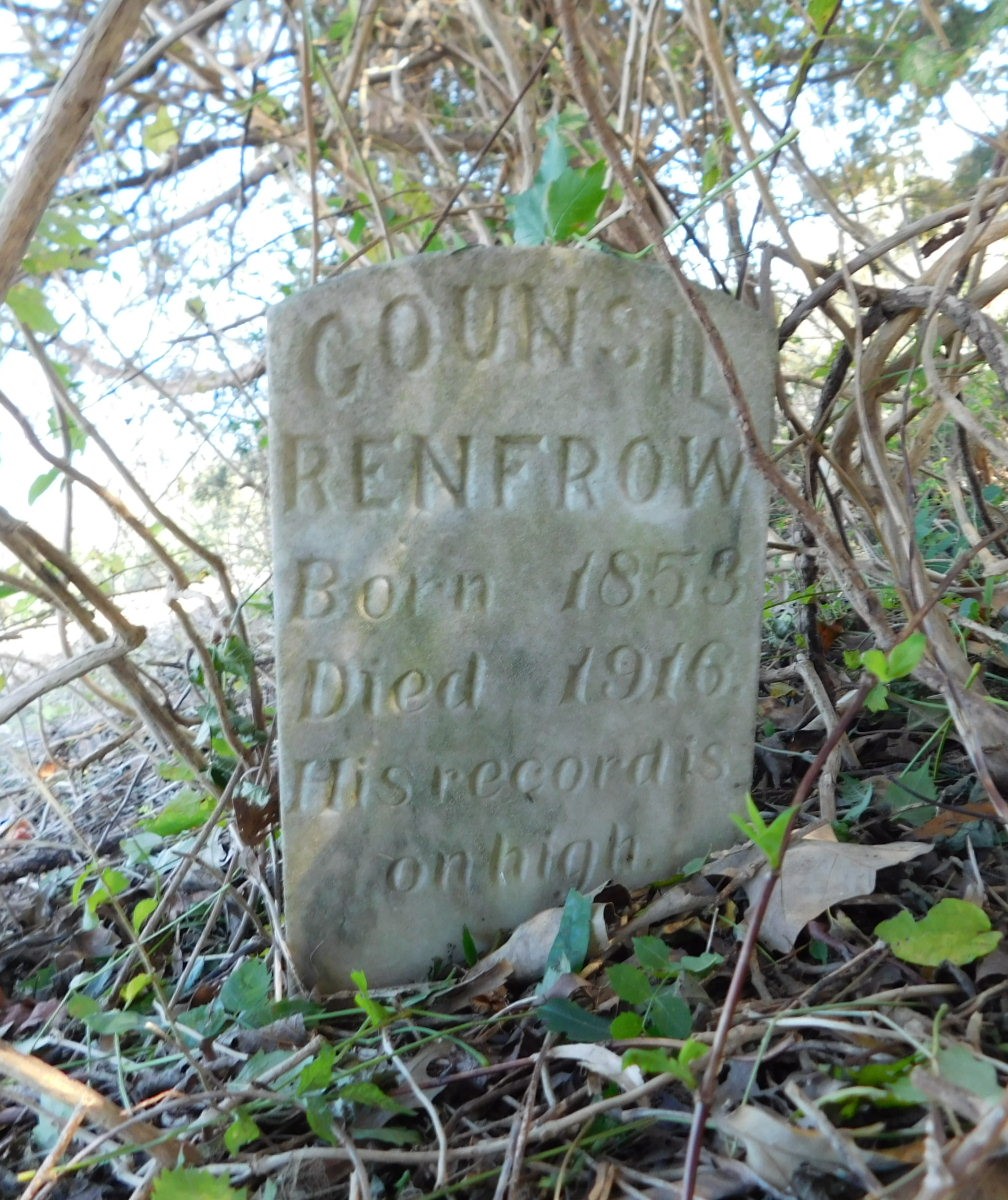 COUNSIL
RENFROW
Born 1853
Died 1916.
His record is
on high.